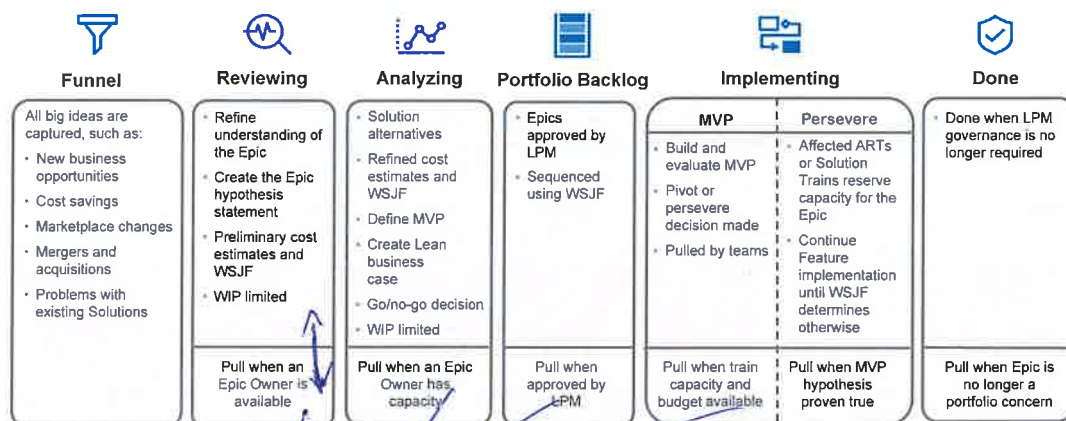 Funnel
Reviewing
Analyzing
Portfolio Backlog
Implementing
Done
All big ideas are
captured, such as:
• New business
opportunities
• Cost savings
• Marketplace changes
• Mergers and
acquisitions
• Problems with
existing Solutions
• Refine
understanding of
the Epic
• Create the Epic
hypothesis
statement
• Preliminary cost
estimates and
WSJF
• WIP limited
Pull when an
Epic Owner is
available
• Solution
alternatives
• Refined cost
estimates and
WSJF
• Define MVP
• Create Lean
business
case
• Go/no-go decision
• WIP limited
Pull when an Epic
Owner has
capacity
• Epics
approved by
LPM
• Sequenced
using WSJF
Pull when
approved by
LPM
MVP
• Build and
evaluate MVP
• Pivot or
persevere
decision made
• Pulled by teams
Pull when train
capacity and
budget available
Persevere
• Affected ARTs
or Solution
Trains reserve
capacity for the
Epic
• Continue
Feature
implementation
until WSJF
determines
otherwise
Pull when MVP
hypothesis
proven true
• Done when LPM
governance is no
longer required
Pull when Epic is
no longer a
portfolio concern